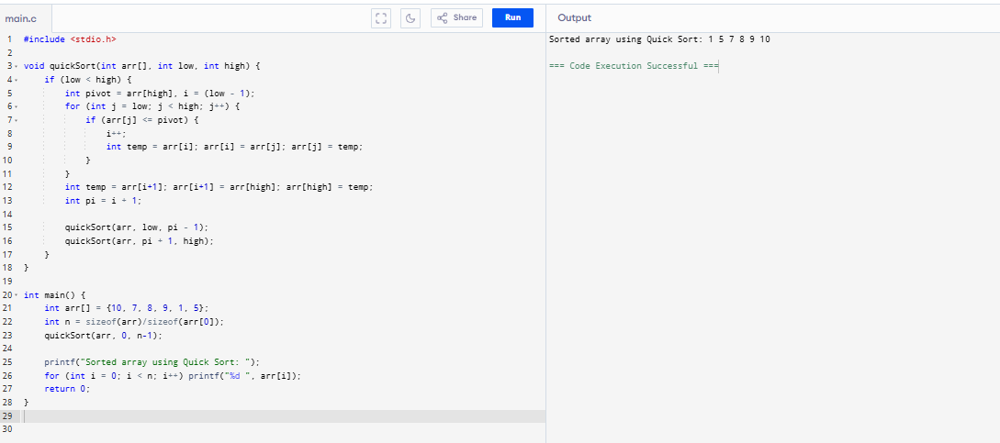 main.c
Share
Run
Output
1 #include <stdio.h>
2
3 void quickSort(int arr[], int low, int high) {
4     if (low < high) {
5         int pivot = arr[high], i = (low - 1);
6         for (int j = low; j < high; j++) {
7             if (arr[j] <= pivot) {
8                 i++;
9                 int temp = arr[i]; arr[i] = arr[j]; arr[j] = temp;
10             }
11         }
12         int temp = arr[i+1]; arr[i+1] = arr[high]; arr[high] = temp;
13         int pi = i + 1;
14
15         quickSort(arr, low, pi - 1);
16         quickSort(arr, pi + 1, high);
17     }
18 }
19
20 int main() {
21     int arr[] = {10, 7, 8, 9, 1, 5};
22     int n = sizeof(arr)/sizeof(arr[0]);
23     quickSort(arr, 0, n-1);
24
25     printf("Sorted array using Quick Sort: ");
26     for (int i = 0; i < n; i++) printf("%d ", arr[i]);
27     return 0;
28 }
29
30
Sorted array using Quick Sort: 1 5 7 8 9 10
=== Code Execution Successful ===